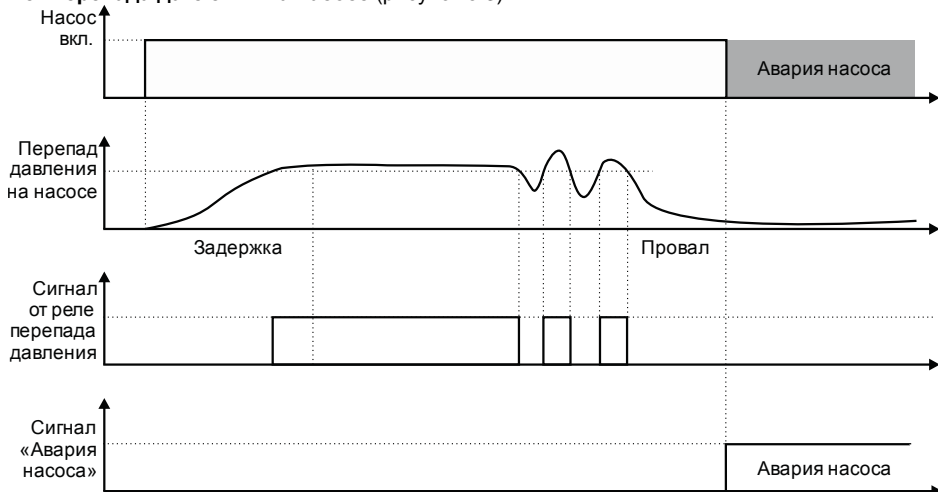 Насос
вкл.
Авария насоса
Перепад
давления
на насосе
Задержка
Провал
Сигнал
от реле
перепада
давления
Сигнал
«Авария
насоса»
Авария насоса